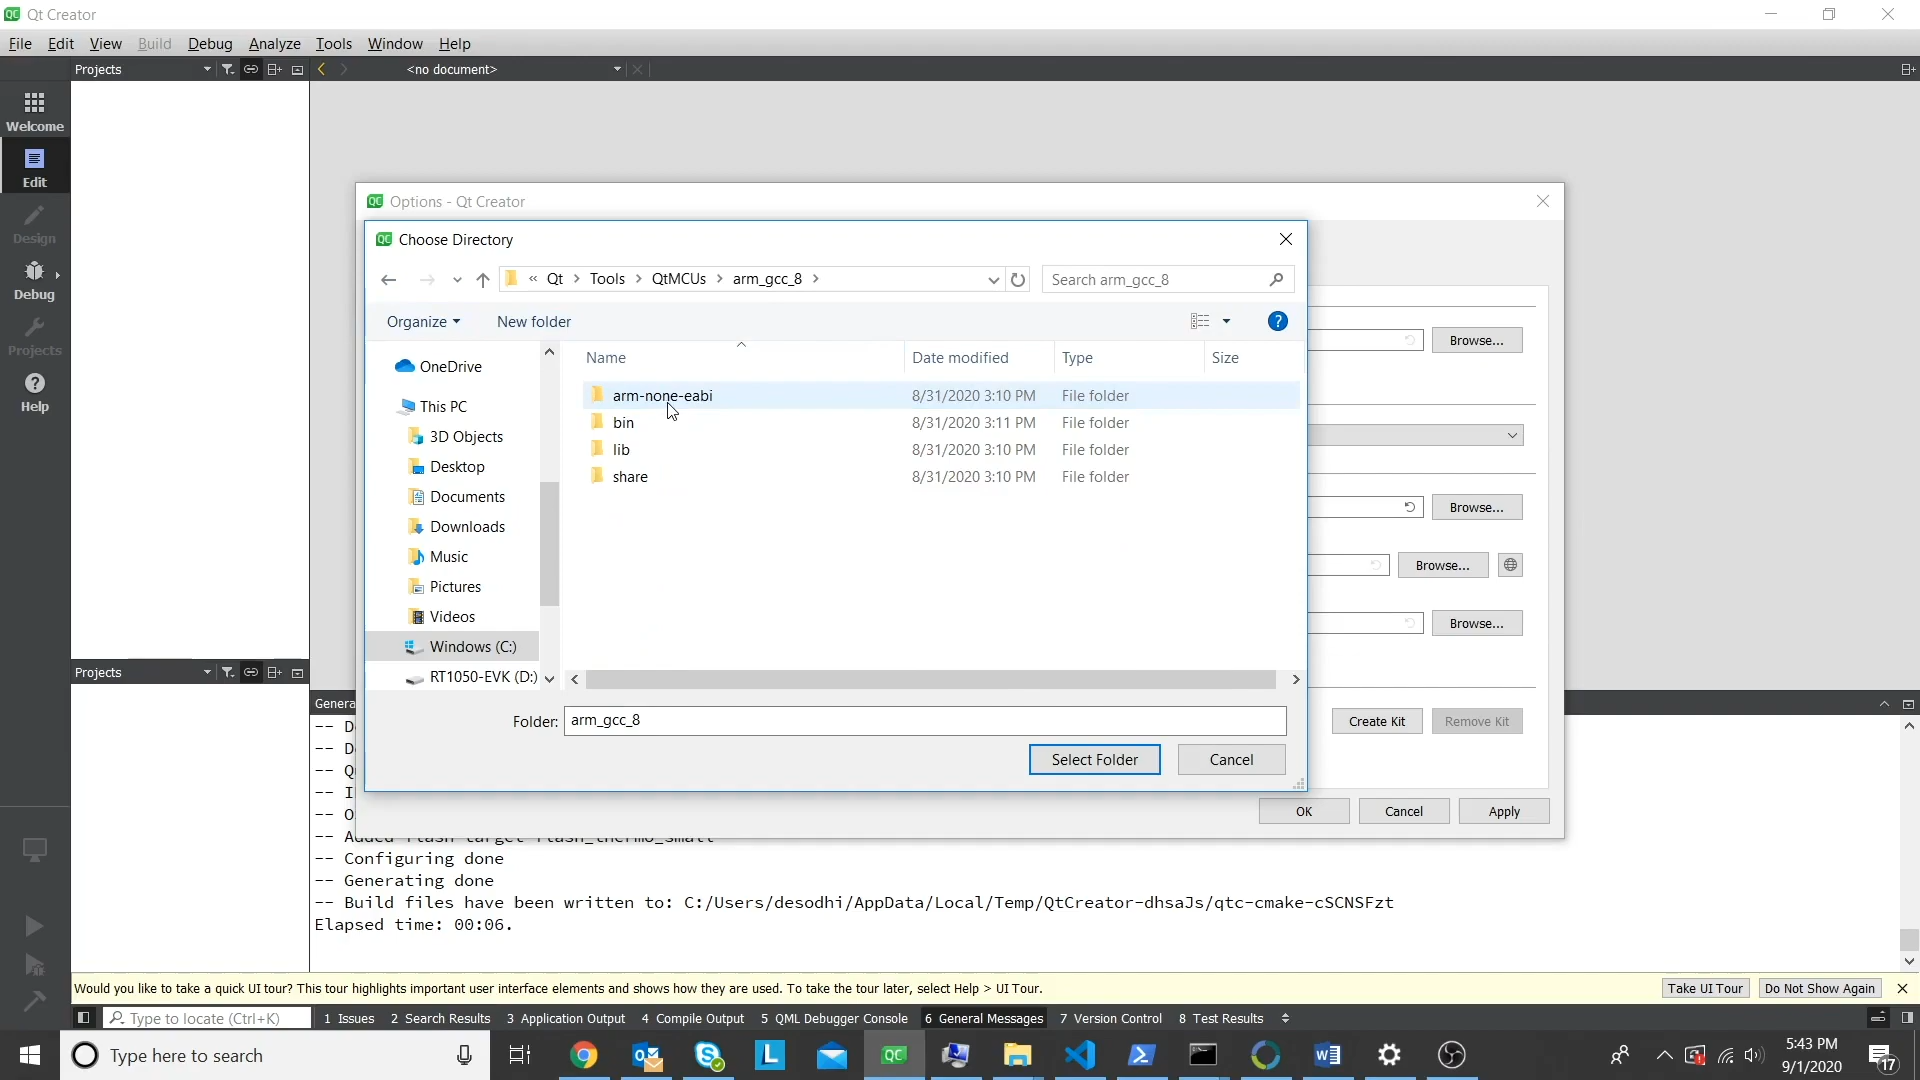 QC Qt Creator
File Edit View Build Debug Analyze Tools Window Help
Projects <no document>
Welcome
Edit
Design
Debug
Projects
Help
QC Options - Qt Creator
QC Choose Directory
« Qt > Tools > QtMCUs > arm_gcc_8 >
Search arm_gcc_8
Organize New folder ?
OneDrive
This PC
3D Objects
Desktop
Documents
Downloads
Music
Pictures
Videos
Windows (C:)
RT1050-EVK (D:)
Name Date modified Type Size
arm-none-eabi 8/31/2020 3:10 PM File folder
bin 8/31/2020 3:11 PM File folder
lib 8/31/2020 3:10 PM File folder
share 8/31/2020 3:10 PM File folder
Folder: arm_gcc_8
Select Folder Cancel
Browse...
Browse...
Browse...
Browse...
Create Kit Remove Kit
OK Cancel Apply
Projects
Genera
-- D
-- D
-- Q
-- I
-- O
-- Added flash target flash_thermo_small
-- Configuring done
-- Generating done
-- Build files have been written to: C:/Users/desodhi/AppData/Local/Temp/QtCreator-dhsaJs/qtc-cmake-cSCNSFzt
Elapsed time: 00:06.
Would you like to take a quick UI tour? This tour highlights important user interface elements and shows how they are used. To take the tour later, select Help > UI Tour.
Take UI Tour Do Not Show Again
Type to locate (Ctrl+K) 1 Issues 2 Search Results 3 Application Output 4 Compile Output 5 QML Debugger Console 6 General Messages 7 Version Control 8 Test Results
Type here to search
QC
L
5:43 PM
9/1/2020
17